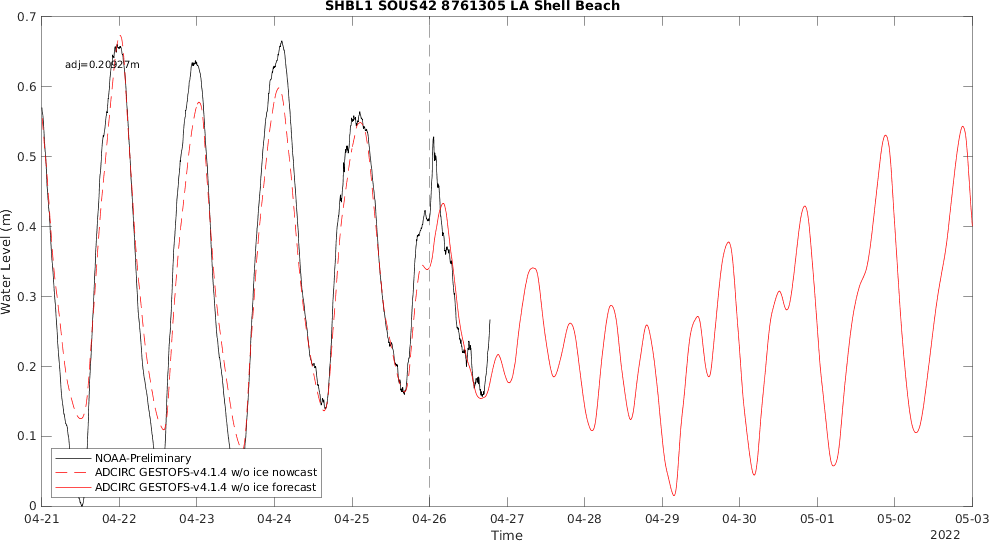 SHBL1 SOUS42 8761305 LA Shell Beach
adj=0.20927m
Water Level (m)
0.7
0.6
0.5
0.4
0.3
0.2
0.1
0
NOAA-Preliminary
ADCIRC GESTOFS-v4.1.4 w/o ice nowcast
ADCIRC GESTOFS-v4.1.4 w/o ice forecast
04-21 04-22 04-23 04-24 04-25 04-26 04-27 04-28 04-29 04-30 05-01 05-02 05-03
Time
2022